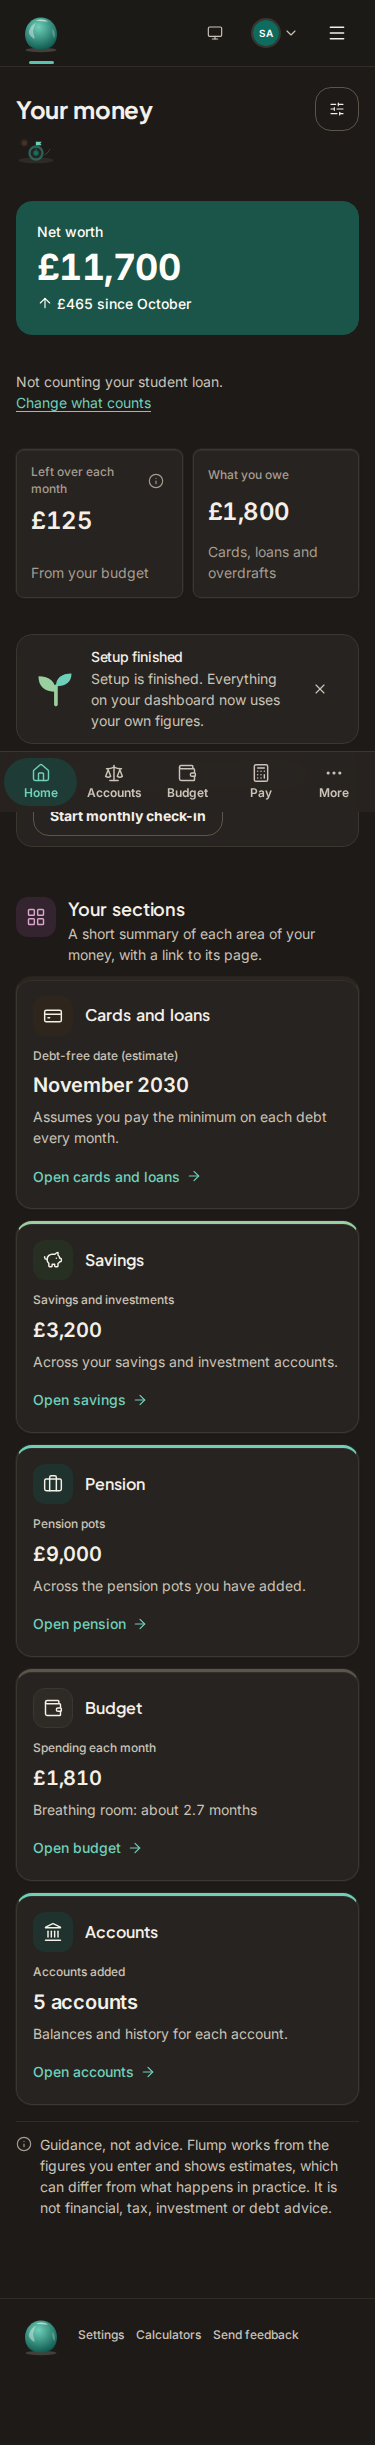 SA
Your money
Net worth
£11,700
↑ £465 since October
Not counting your student loan.
Change what counts
Left over each
month
£125
From your budget
What you owe
£1,800
Cards, loans and
overdrafts
Setup finished
Setup is finished. Everything
on your dashboard now uses
your own figures.
Home
Accounts
Budget
Pay
More
Start monthly check-in
Your sections
A short summary of each area of your
money, with a link to its page.
Cards and loans
Debt-free date (estimate)
November 2030
Assumes you pay the minimum on each debt
every month.
Open cards and loans →
Savings
Savings and investments
£3,200
Across your savings and investment accounts.
Open savings →
Pension
Pension pots
£9,000
Across the pension pots you have added.
Open pension →
Budget
Spending each month
£1,810
Breathing room: about 2.7 months
Open budget →
Accounts
Accounts added
5 accounts
Balances and history for each account.
Open accounts →
Guidance, not advice. Flump works from the
figures you enter and shows estimates, which
can differ from what happens in practice. It is
not financial, tax, investment or debt advice.
Settings
Calculators
Send feedback